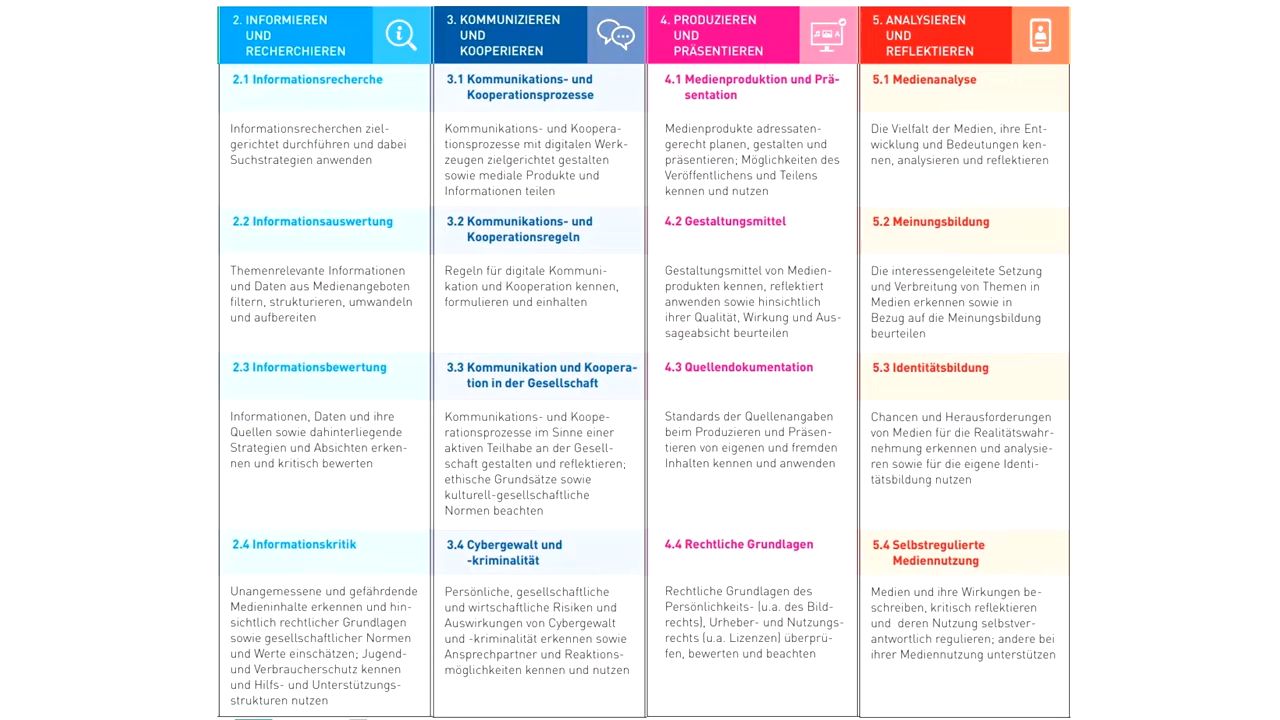 2. INFORMIEREN
UND
RECHERCHIEREN
2.1 Informationsrecherche
Informationsrecherchen ziel-
gerichtet durchführen und dabei
Suchstrategien anwenden
2.2 Informationsauswertung
Themenrelevante Informationen
und Daten aus Medienangeboten
filtern, strukturieren, umwandeln
und aufbereiten
2.3 Informationsbewertung
Informationen, Daten und ihre
Quellen sowie dahinterliegende
Strategien und Absichten erken-
nen und kritisch bewerten
2.4 Informationskritik
Unangemessene und gefährdende
Medieninhalte erkennen und hin-
sichtlich rechtlicher Grundlagen
sowie gesellschaftlicher Normen
und Werte einschätzen; Jugend-
und Verbraucherschutz kennen
und Hilfs- und Unterstützungs-
strukturen nutzen
3. KOMMUNIZIEREN
UND
KOOPERIEREN
3.1 Kommunikations- und
Kooperationsprozesse
Kommunikations- und Koopera-
tionsprozesse mit digitalen Werk-
zeugen zielgerichtet gestalten
sowie mediale Produkte und
Informationen teilen
3.2 Kommunikations- und
Kooperationsregeln
Regeln für digitale Kommuni-
kation und Kooperation kennen,
formulieren und einhalten
3.3 Kommunikation und Koopera-
tion in der Gesellschaft
Kommunikations- und Koope-
rationsprozesse im Sinne einer
aktiven Teilhabe an der Gesell-
schaft gestalten und reflektieren;
ethische Grundsätze sowie
kulturell-gesellschaftliche
Normen beachten
3.4 Cybergewalt und
-kriminalität
Persönliche, gesellschaftliche
und wirtschaftliche Risiken und
Auswirkungen von Cybergewalt
und -kriminalität erkennen sowie
Ansprechpartner und Reaktions-
möglichkeiten kennen und nutzen
4. PRODUZIEREN
UND
PRÄSENTIEREN
4.1 Medienproduktion und Prä-
sentation
Medienprodukte adressaten-
gerecht planen, gestalten und
präsentieren; Möglichkeiten des
Veröffentlichens und Teilens
kennen und nutzen
4.2 Gestaltungsmittel
Gestaltungsmittel von Medien-
produkten kennen, reflektiert
anwenden sowie hinsichtlich
ihrer Qualität, Wirkung und Aus-
sageabsicht beurteilen
4.3 Quellendokumentation
Standards der Quellenangaben
beim Produzieren und Präsen-
tieren von eigenen und fremden
Inhalten kennen und anwenden
4.4 Rechtliche Grundlagen
Rechtliche Grundlagen des
Persönlichkeits- (u.a. des Bild-
rechts), Urheber- und Nutzungs-
rechts (u.a. Lizenzen) überprü-
fen, bewerten und beachten
5. ANALYSIEREN
UND
REFLEKTIEREN
5.1 Medienanalyse
Die Vielfalt der Medien, ihre Ent-
wicklung und Bedeutungen ken-
nen, analysieren und reflektieren
5.2 Meinungsbildung
Die interessengeleitete Setzung
und Verbreitung von Themen in
Medien erkennen sowie in
Bezug auf die Meinungsbildung
beurteilen
5.3 Identitätsbildung
Chancen und Herausforderungen
von Medien für die Realitätswahr-
nehmung erkennen und analysie-
ren sowie für die eigene Identi-
tätsbildung nutzen
5.4 Selbstregulierte
Mediennutzung
Medien und ihre Wirkungen be-
schreiben, kritisch reflektieren
und deren Nutzung selbstver-
antwortlich regulieren; andere bei
ihrer Mediennutzung unterstützen